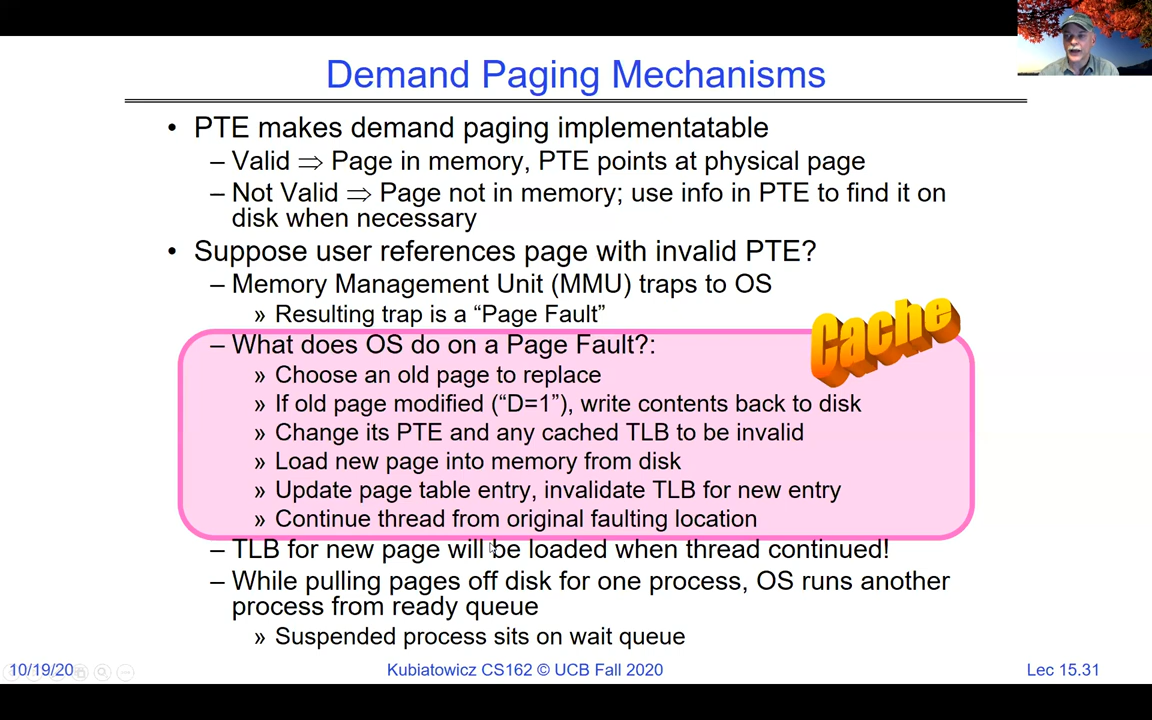 Demand Paging Mechanisms
• PTE makes demand paging implementatable
– Valid ⇒ Page in memory, PTE points at physical page
– Not Valid ⇒ Page not in memory; use info in PTE to find it on
disk when necessary
• Suppose user references page with invalid PTE?
– Memory Management Unit (MMU) traps to OS
» Resulting trap is a “Page Fault”
Cache
– What does OS do on a Page Fault?:
» Choose an old page to replace
» If old page modified (“D=1”), write contents back to disk
» Change its PTE and any cached TLB to be invalid
» Load new page into memory from disk
» Update page table entry, invalidate TLB for new entry
» Continue thread from original faulting location
– TLB for new page will be loaded when thread continued!
– While pulling pages off disk for one process, OS runs another
process from ready queue
» Suspended process sits on wait queue
10/19/20
Kubiatowicz CS162 © UCB Fall 2020
Lec 15.31